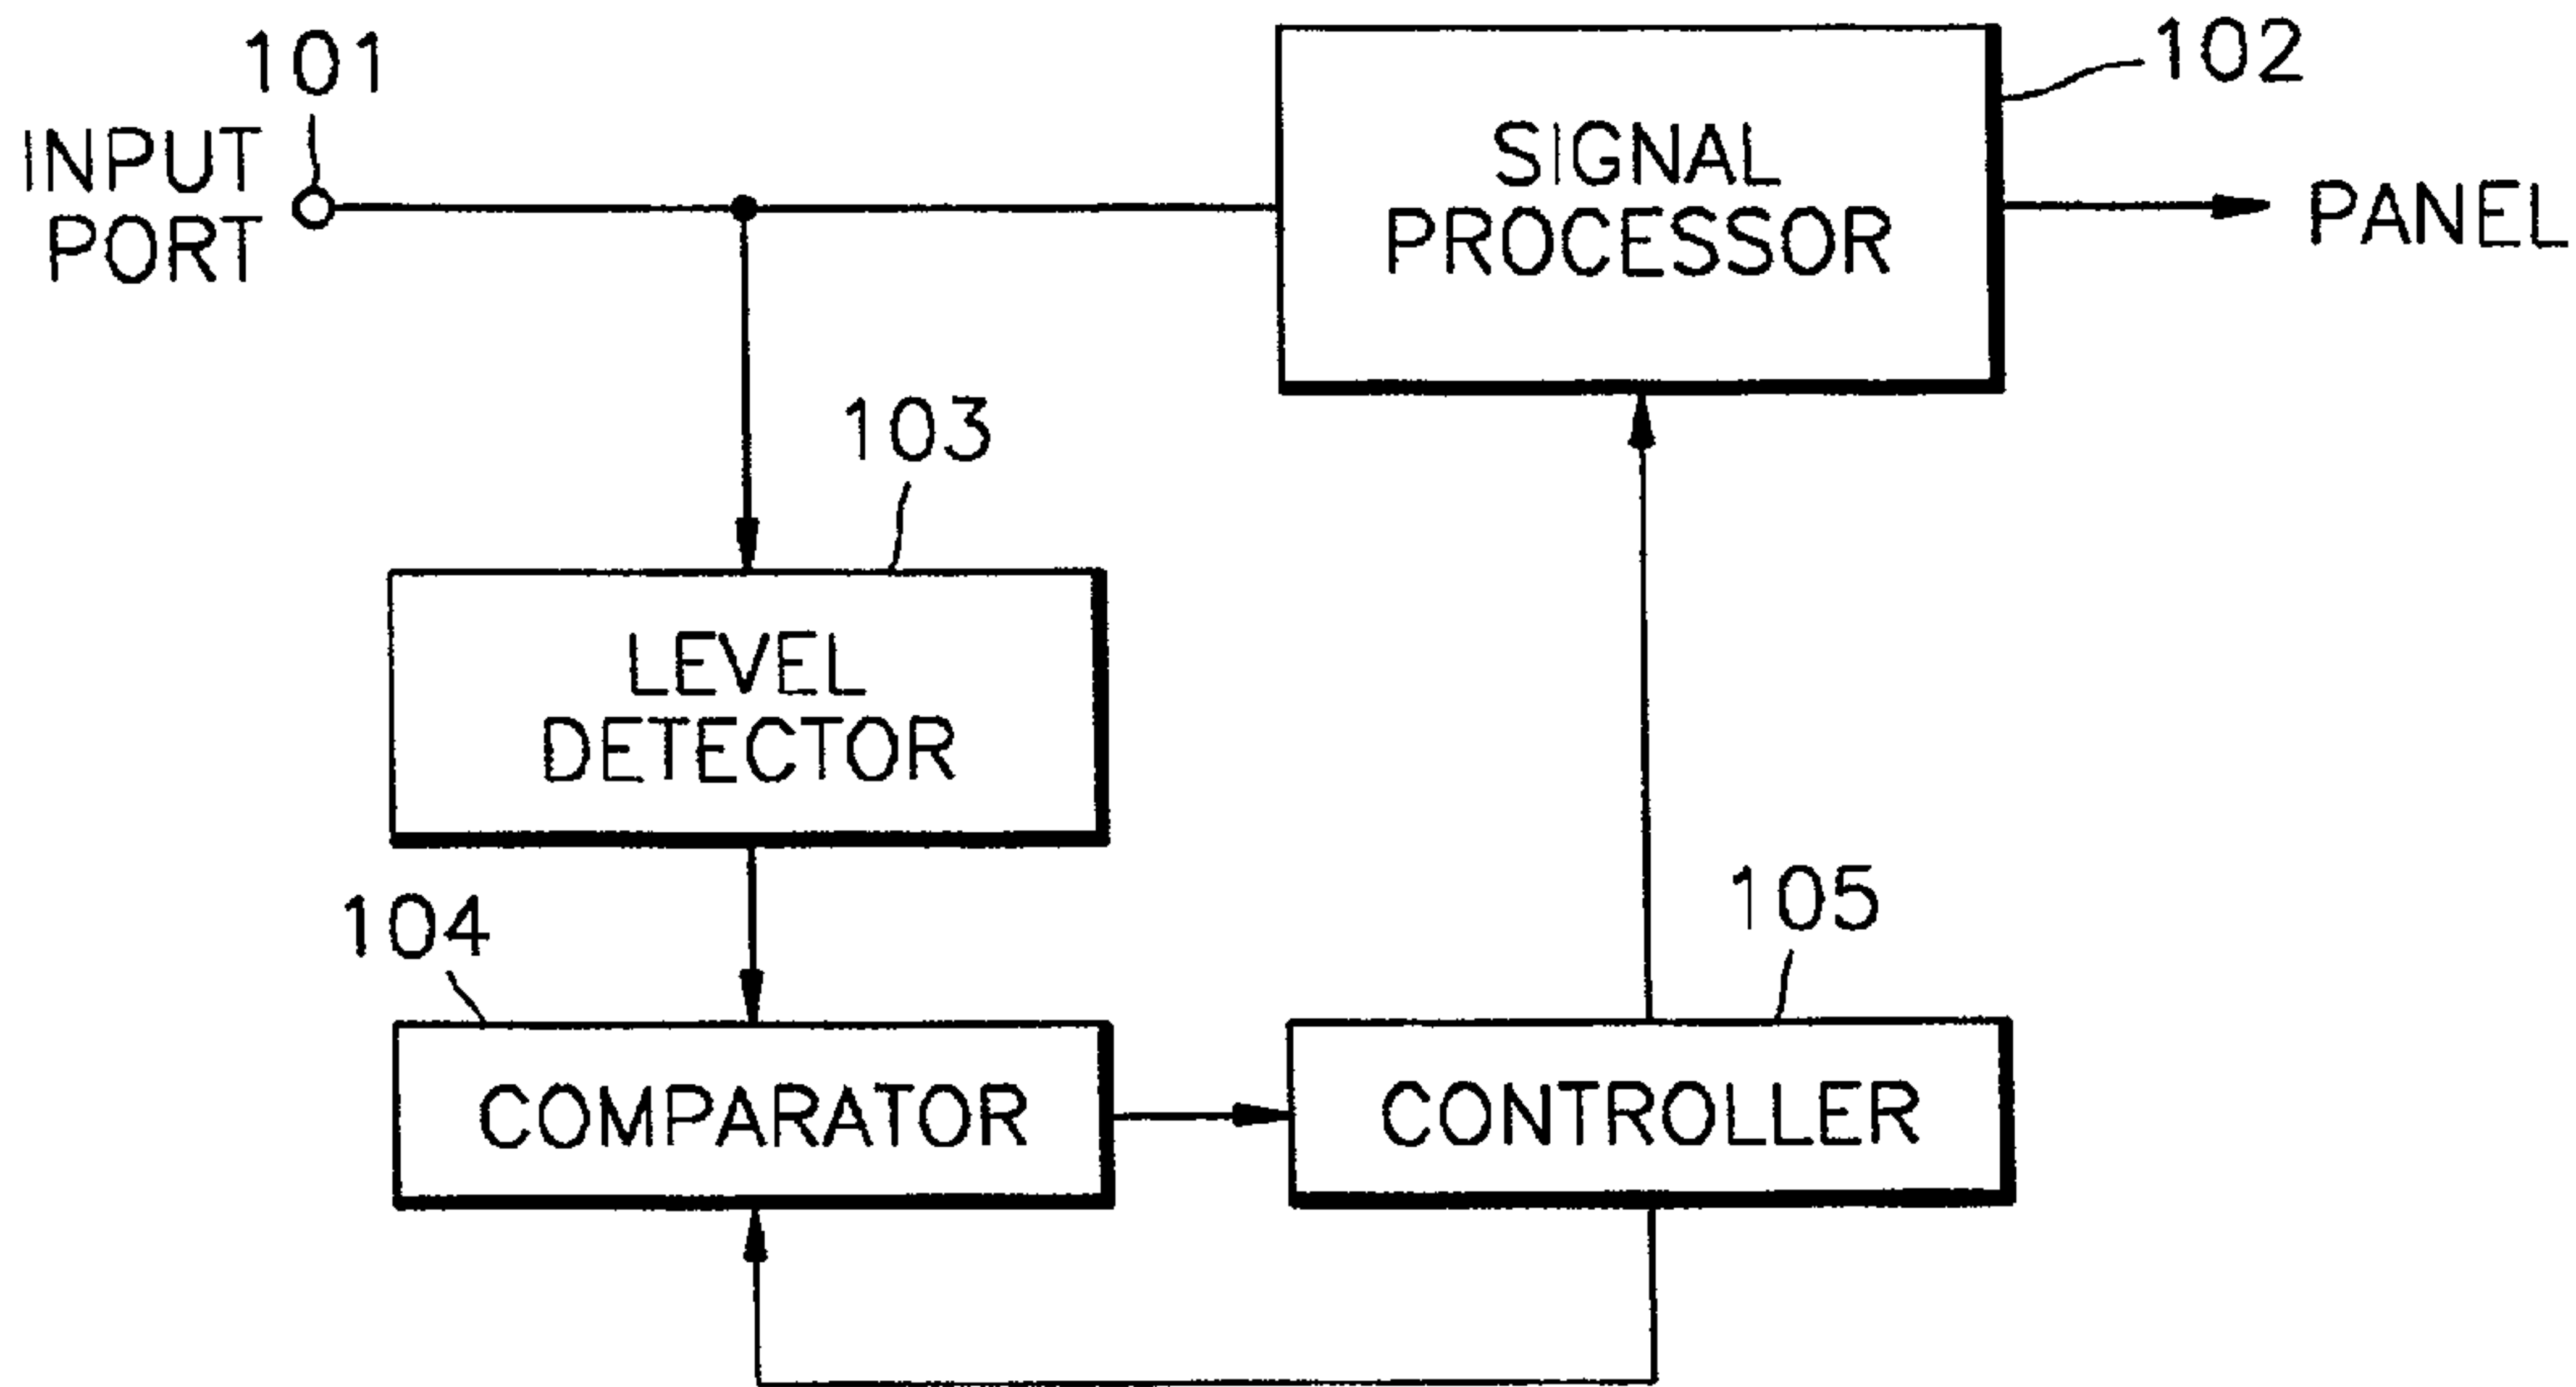 101
INPUT
PORT
SIGNAL
PROCESSOR
102
PANEL
103
LEVEL
DETECTOR
104
COMPARATOR
105
CONTROLLER